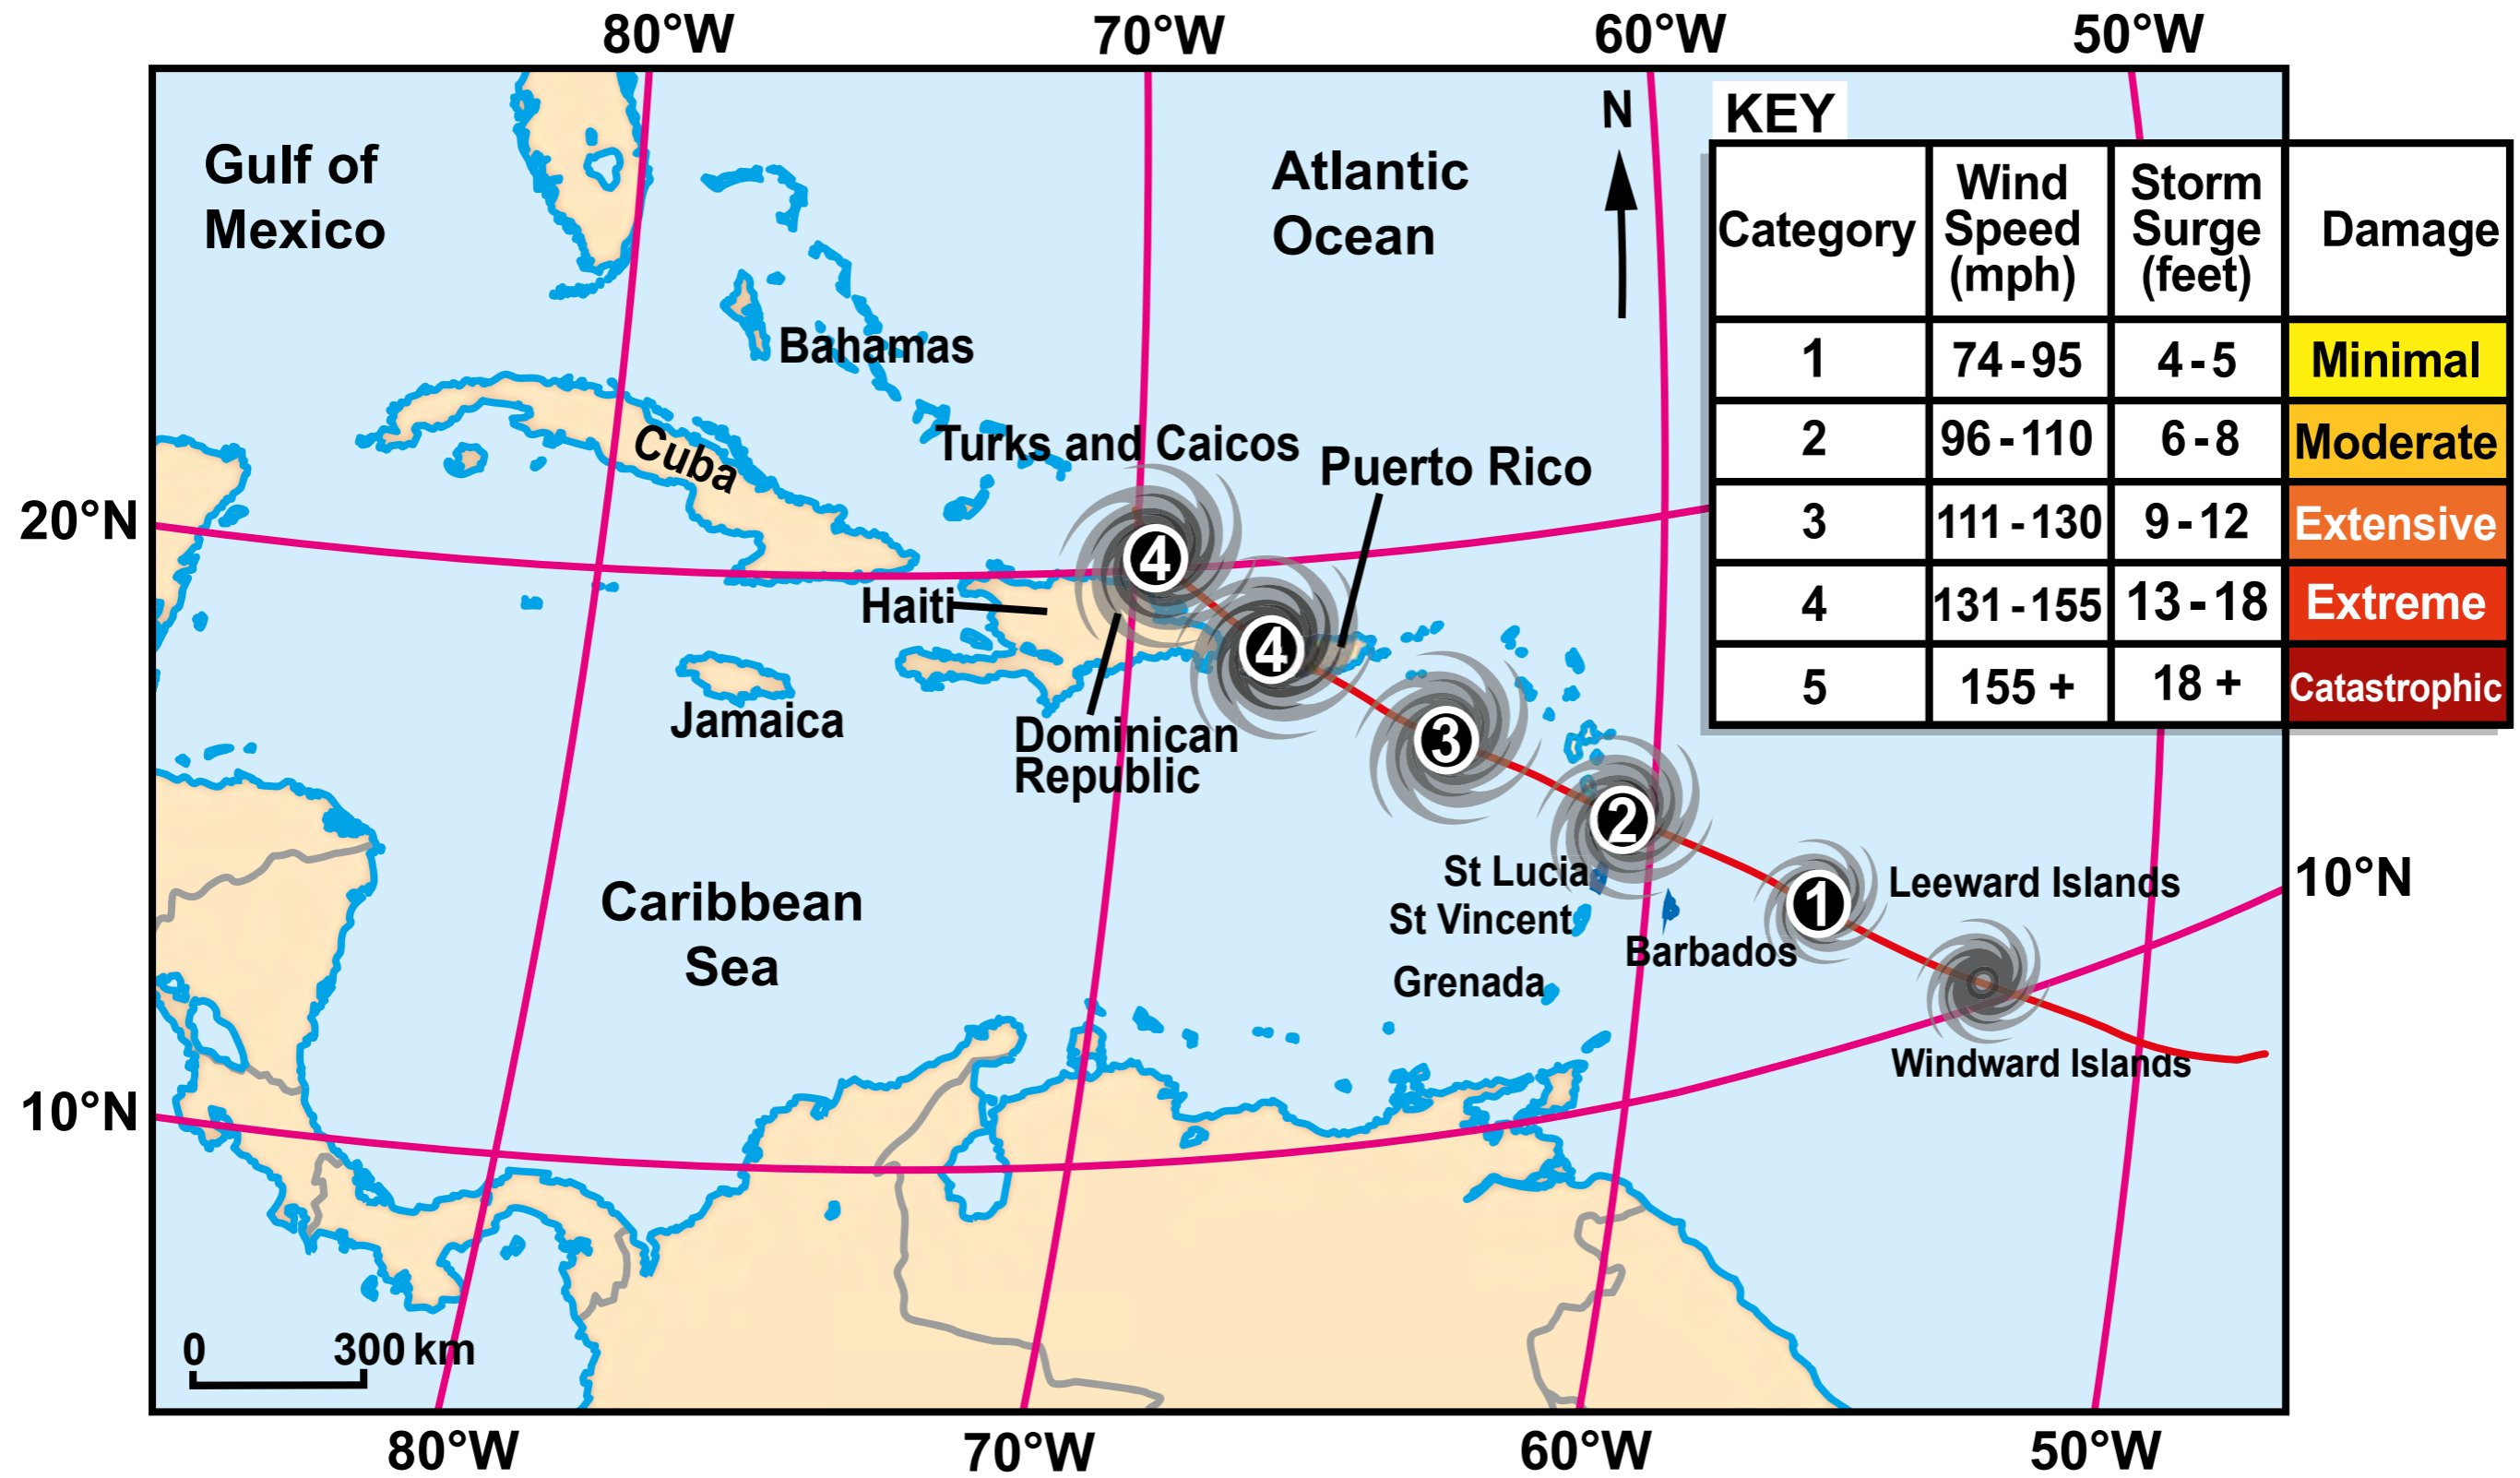 80°W
70°W
60°W
50°W
Gulf of
Mexico
Atlantic
Ocean
N
KEY
Category
Wind
Speed
(mph)
Storm
Surge
(feet)
Damage
1
74-95
4-5
Minimal
2
96-110
6-8
Moderate
3
111-130
9-12
Extensive
4
131-155
13-18
Extreme
5
155 +
18 +
Catastrophic
Bahamas
Cuba
Turks and Caicos
Puerto Rico
20°N
4
Haiti
4
Jamaica
Dominican
Republic
3
2
St Lucia
St Vincent
Grenada
Barbados
1
Leeward Islands
10°N
Caribbean
Sea
Windward Islands
10°N
0
300 km
80°W
70°W
60°W
50°W